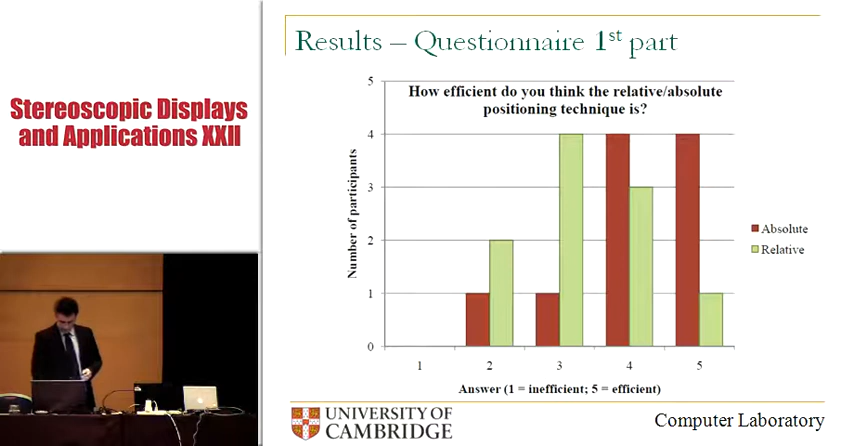 Stereoscopic Displays
and Applications XXII
Results – Questionnaire 1st part
How efficient do you think the relative/absolute
positioning technique is?
Number of participants
5
4
3
2
1
0
1 2 3 4 5
Absolute
Relative
Answer (1 = inefficient; 5 = efficient)
UNIVERSITY OF
CAMBRIDGE
Computer Laboratory